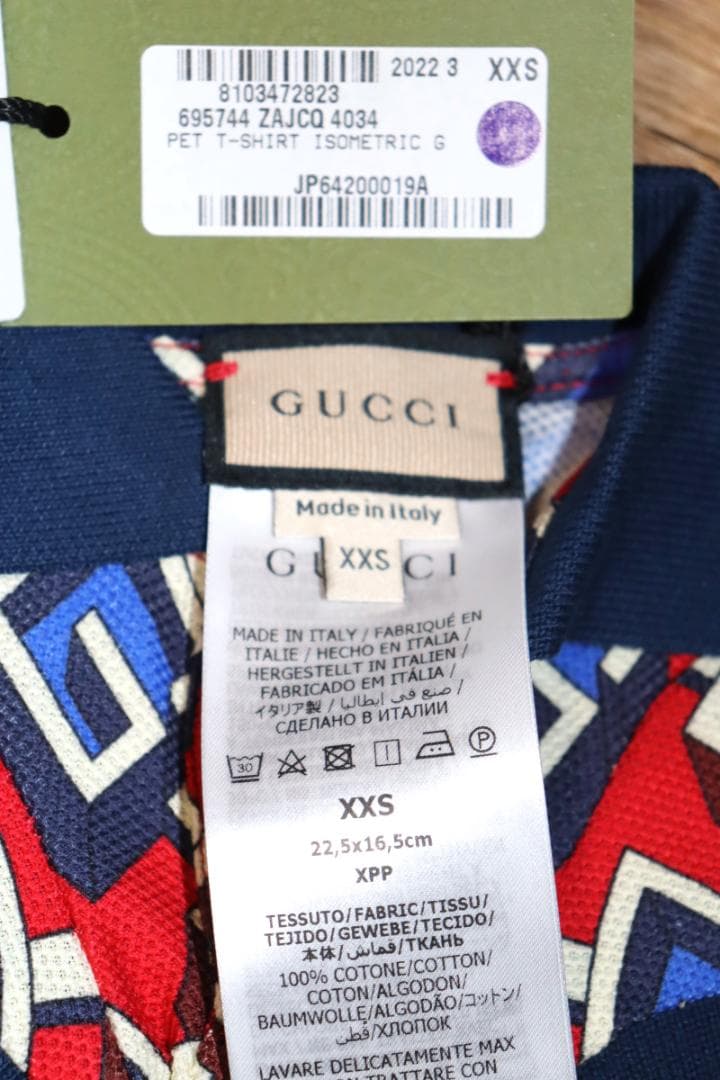 2022 3 XXS
8103472823
695744 ZAJCQ 4034
PET T-SHIRT ISOMETRIC G
JP64200019A
GUCCI
Made in Italy
XXS
MADE IN ITALY / FABRIQUÉ EN
ITALIE / HECHO EN ITALIA /
HERGESTELLT IN ITALIEN /
FABRICADO EM ITÁLIA /
イタリア製 / صنع في إيطاليا /
СДЕЛАНО В ИТАЛИИ
30 P
XXS
22,5x16,5cm
XPP
TESSUTO/FABRIC/TISSU/
TEJIDO/GEWEBE/TECIDO/
本体/قماش/ТКАНЬ
100% COTONE/COTTON/
COTON/ALGODON/
BAUMWOLLE/ALGODÃO/コットン/
قطن/ХЛОПОК
LAVARE DELICATAMENTE MAX
TRATTARE CON